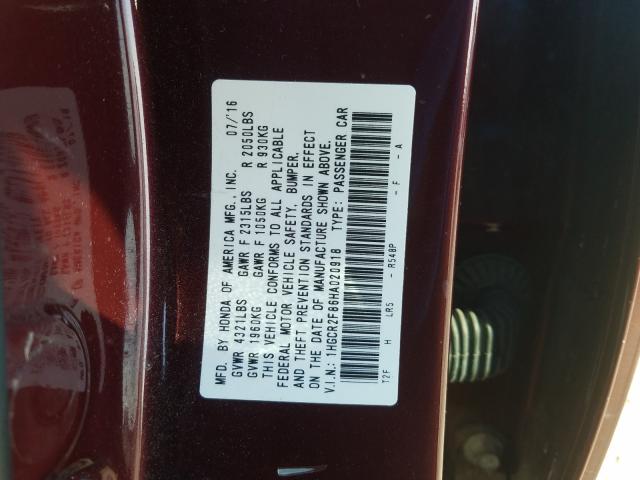 MFD. BY HONDA OF AMERICA MFG., INC. 07/'16
GVWR 4321LBS GAWR F 2315LBS R 2050LBS
GVWR 1960KG GAWR F 1050KG R 930KG
THIS VEHICLE CONFORMS TO ALL APPLICABLE
FEDERAL MOTOR VEHICLE SAFETY, BUMPER,
AND THEFT PREVENTION STANDARDS IN EFFECT
ON THE DATE OF MANUFACTURE SHOWN ABOVE.
V.I.N.: 1HGCR2F86HA020918 TYPE: PASSENGER CAR
T2F H LR5 - R548P - F - A